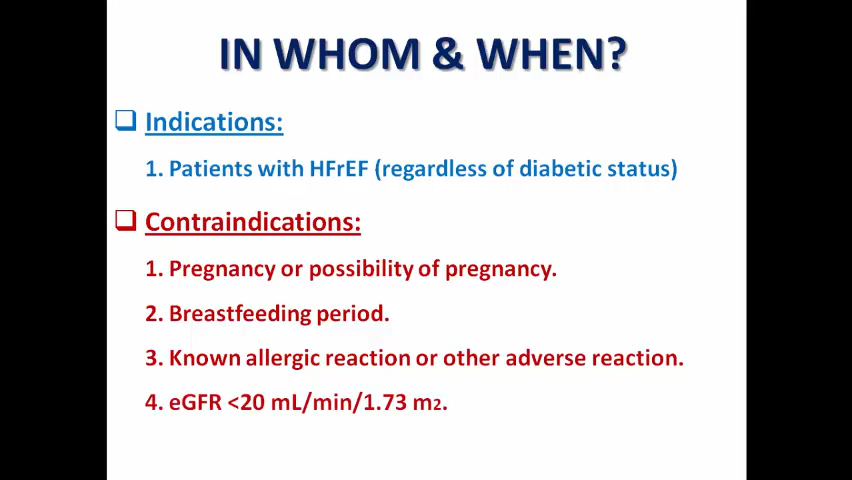 IN WHOM & WHEN?
Indications:
1. Patients with HFrEF (regardless of diabetic status)
Contraindications:
1. Pregnancy or possibility of pregnancy.
2. Breastfeeding period.
3. Known allergic reaction or other adverse reaction.
4. eGFR <20 mL/min/1.73 m2.